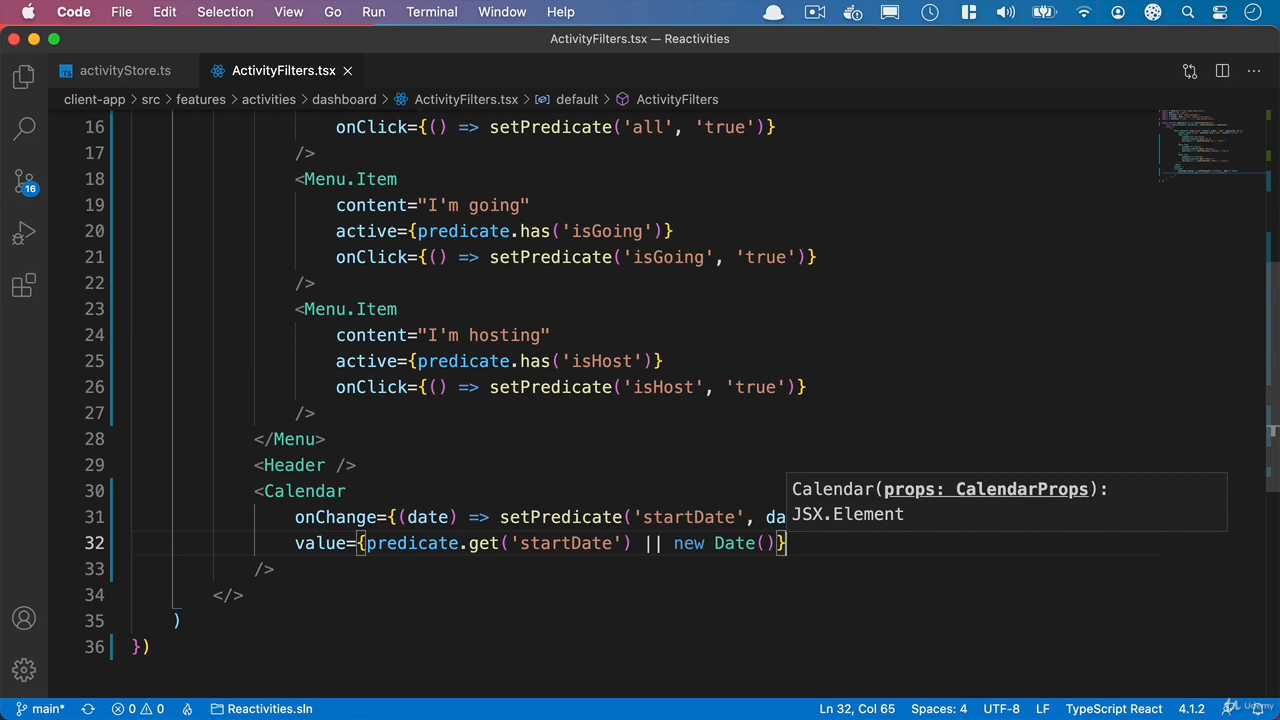 Code File Edit Selection View Go Run Terminal Window Help
ActivityFilters.tsx — Reactivities
TS activityStore.ts ActivityFilters.tsx
client-app > src > features > activities > dashboard > ActivityFilters.tsx > default > ActivityFilters
16 onClick={() => setPredicate('all', 'true')}
17 />
18 <Menu.Item
19 content="I'm going"
20 active={predicate.has('isGoing')}
21 onClick={() => setPredicate('isGoing', 'true')}
22 />
23 <Menu.Item
24 content="I'm hosting"
25 active={predicate.has('isHost')}
26 onClick={() => setPredicate('isHost', 'true')}
27 />
28 </Menu>
29 <Header />
30 <Calendar
Calendar(props: CalendarProps):
JSX.Element
31 onChange={(date) => setPredicate('startDate', da
32 value={predicate.get('startDate') || new Date()}
33 />
34 </>
35 )
36 })
16
main* 0 0 Reactivities.sln Ln 32, Col 65 Spaces: 4 UTF-8 LF TypeScript React 4.1.2
Udemy